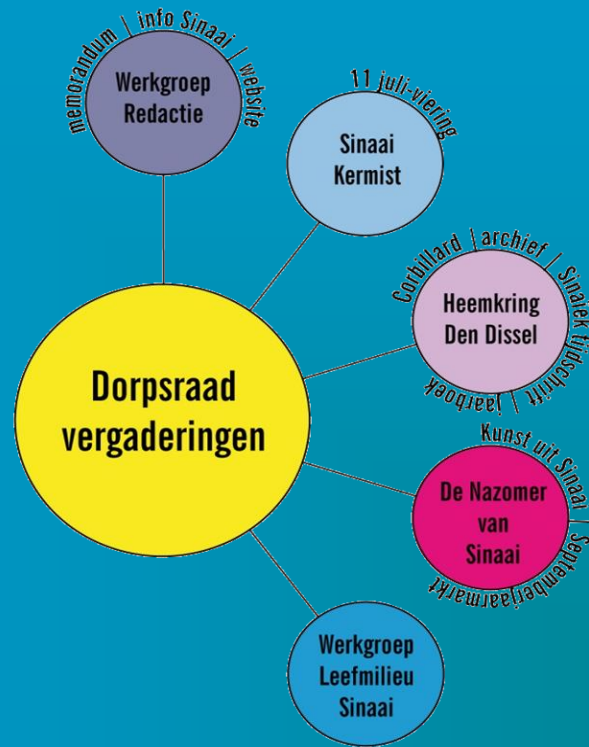 memorandum | info Sinaai | website
Werkgroep
Redactie
11 juli-viering
Sinaai
Kermist
Corbillard | archief | Sinaiek tijdschrift | jaarboek
Heemkring
Den Dissel
Dorpsraad
vergaderingen
Kunst uit Sinaai | Septemberjaarmarkt
De Nazomer
van
Sinaai
Werkgroep
Leefmilieu
Sinaai